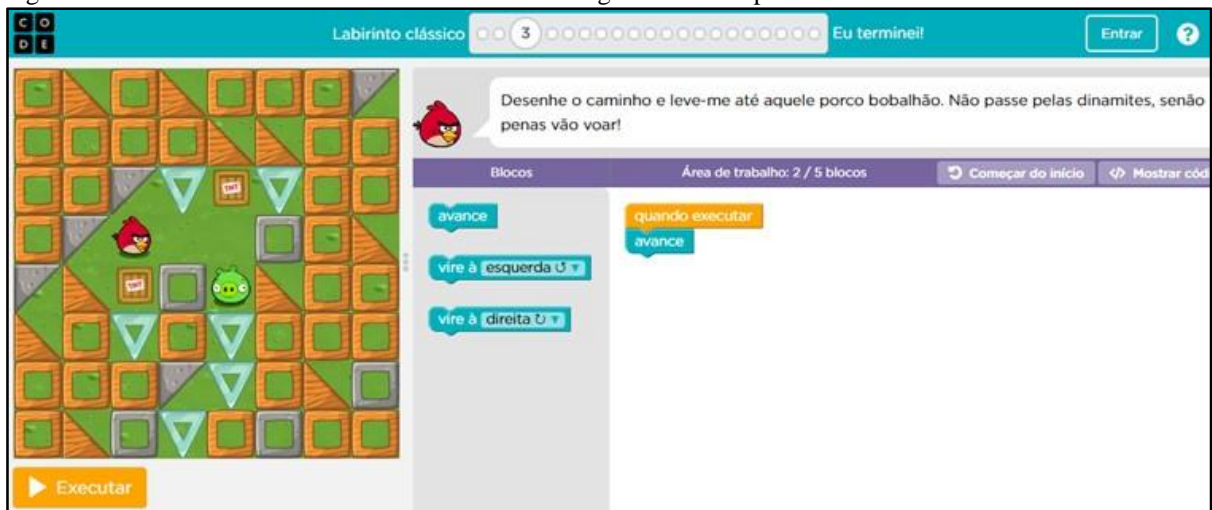 C O
D E
Labirinto clássico
3
Eu terminei!
Entrar
?
Desenhe o caminho e leve-me até aquele porco bobalhão. Não passe pelas dinamites, senão
penas vão voar!
Blocos
Área de trabalho: 2 / 5 blocos
Começar do início
</> Mostrar cód
avance
vire à esquerda
vire à direita
quando executar
avance
TNT
TNT
Executar